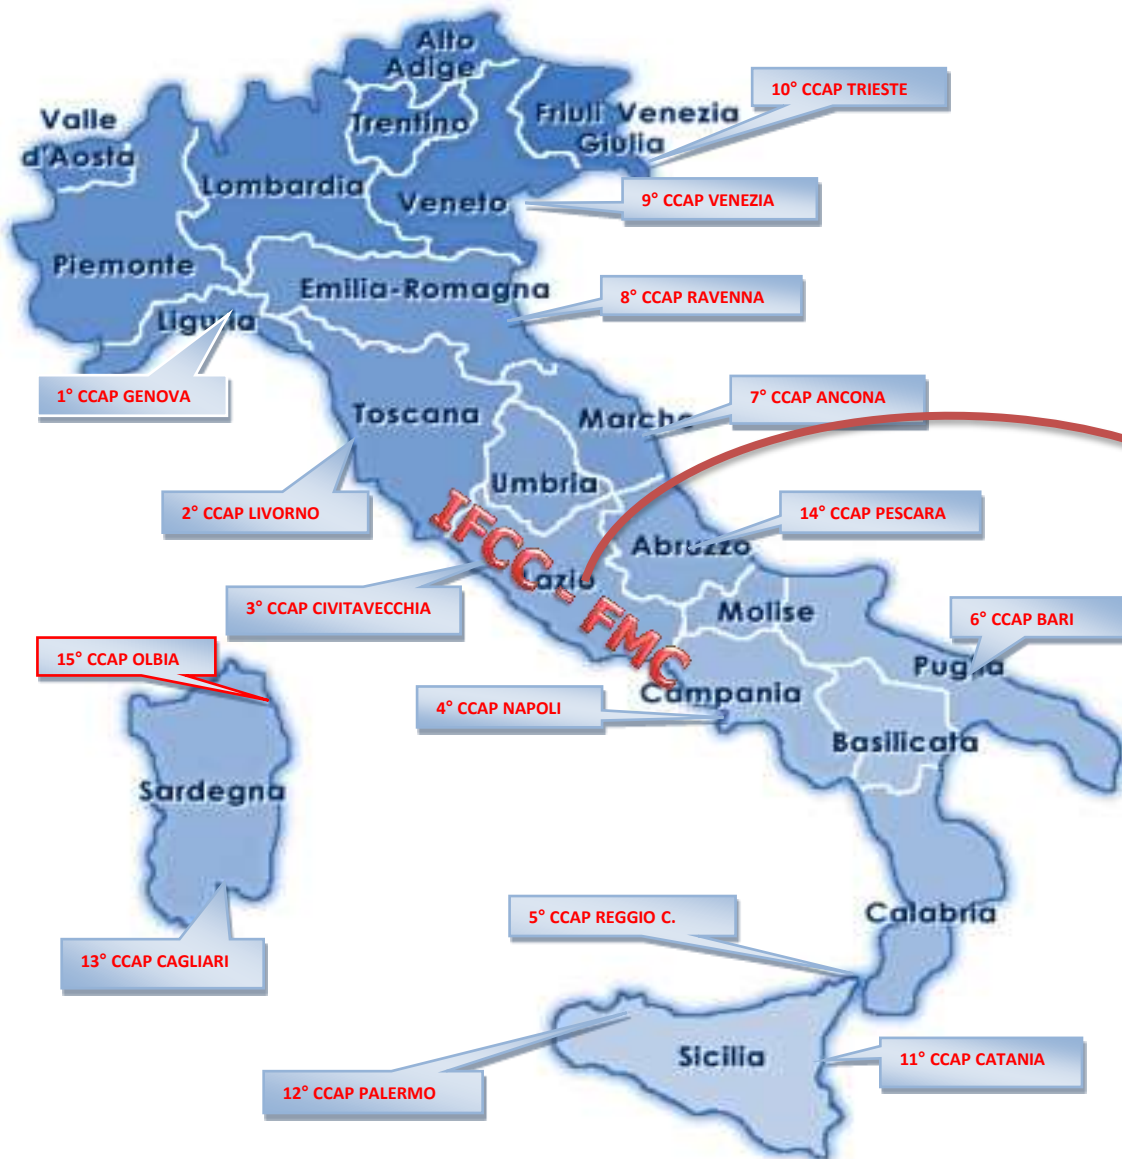 Alto
Adige
10° CCAP TRIESTE
Valle
d'Aosta
Trentino
Friuli Venezia
Giulia
Lombardia
Veneto
9° CCAP VENEZIA
Piemonte
Emilia-Romagna
8° CCAP RAVENNA
Liguria
1° CCAP GENOVA
Toscana
Marche
7° CCAP ANCONA
Umbria
2° CCAP LIVORNO
14° CCAP PESCARA
Abruzzo
IFCC - FMC
Lazio
3° CCAP CIVITAVECCHIA
Molise
6° CCAP BARI
15° CCAP OLBIA
Puglia
Campania
4° CCAP NAPOLI
Basilicata
Sardegna
5° CCAP REGGIO C.
Calabria
13° CCAP CAGLIARI
Sicilia
11° CCAP CATANIA
12° CCAP PALERMO